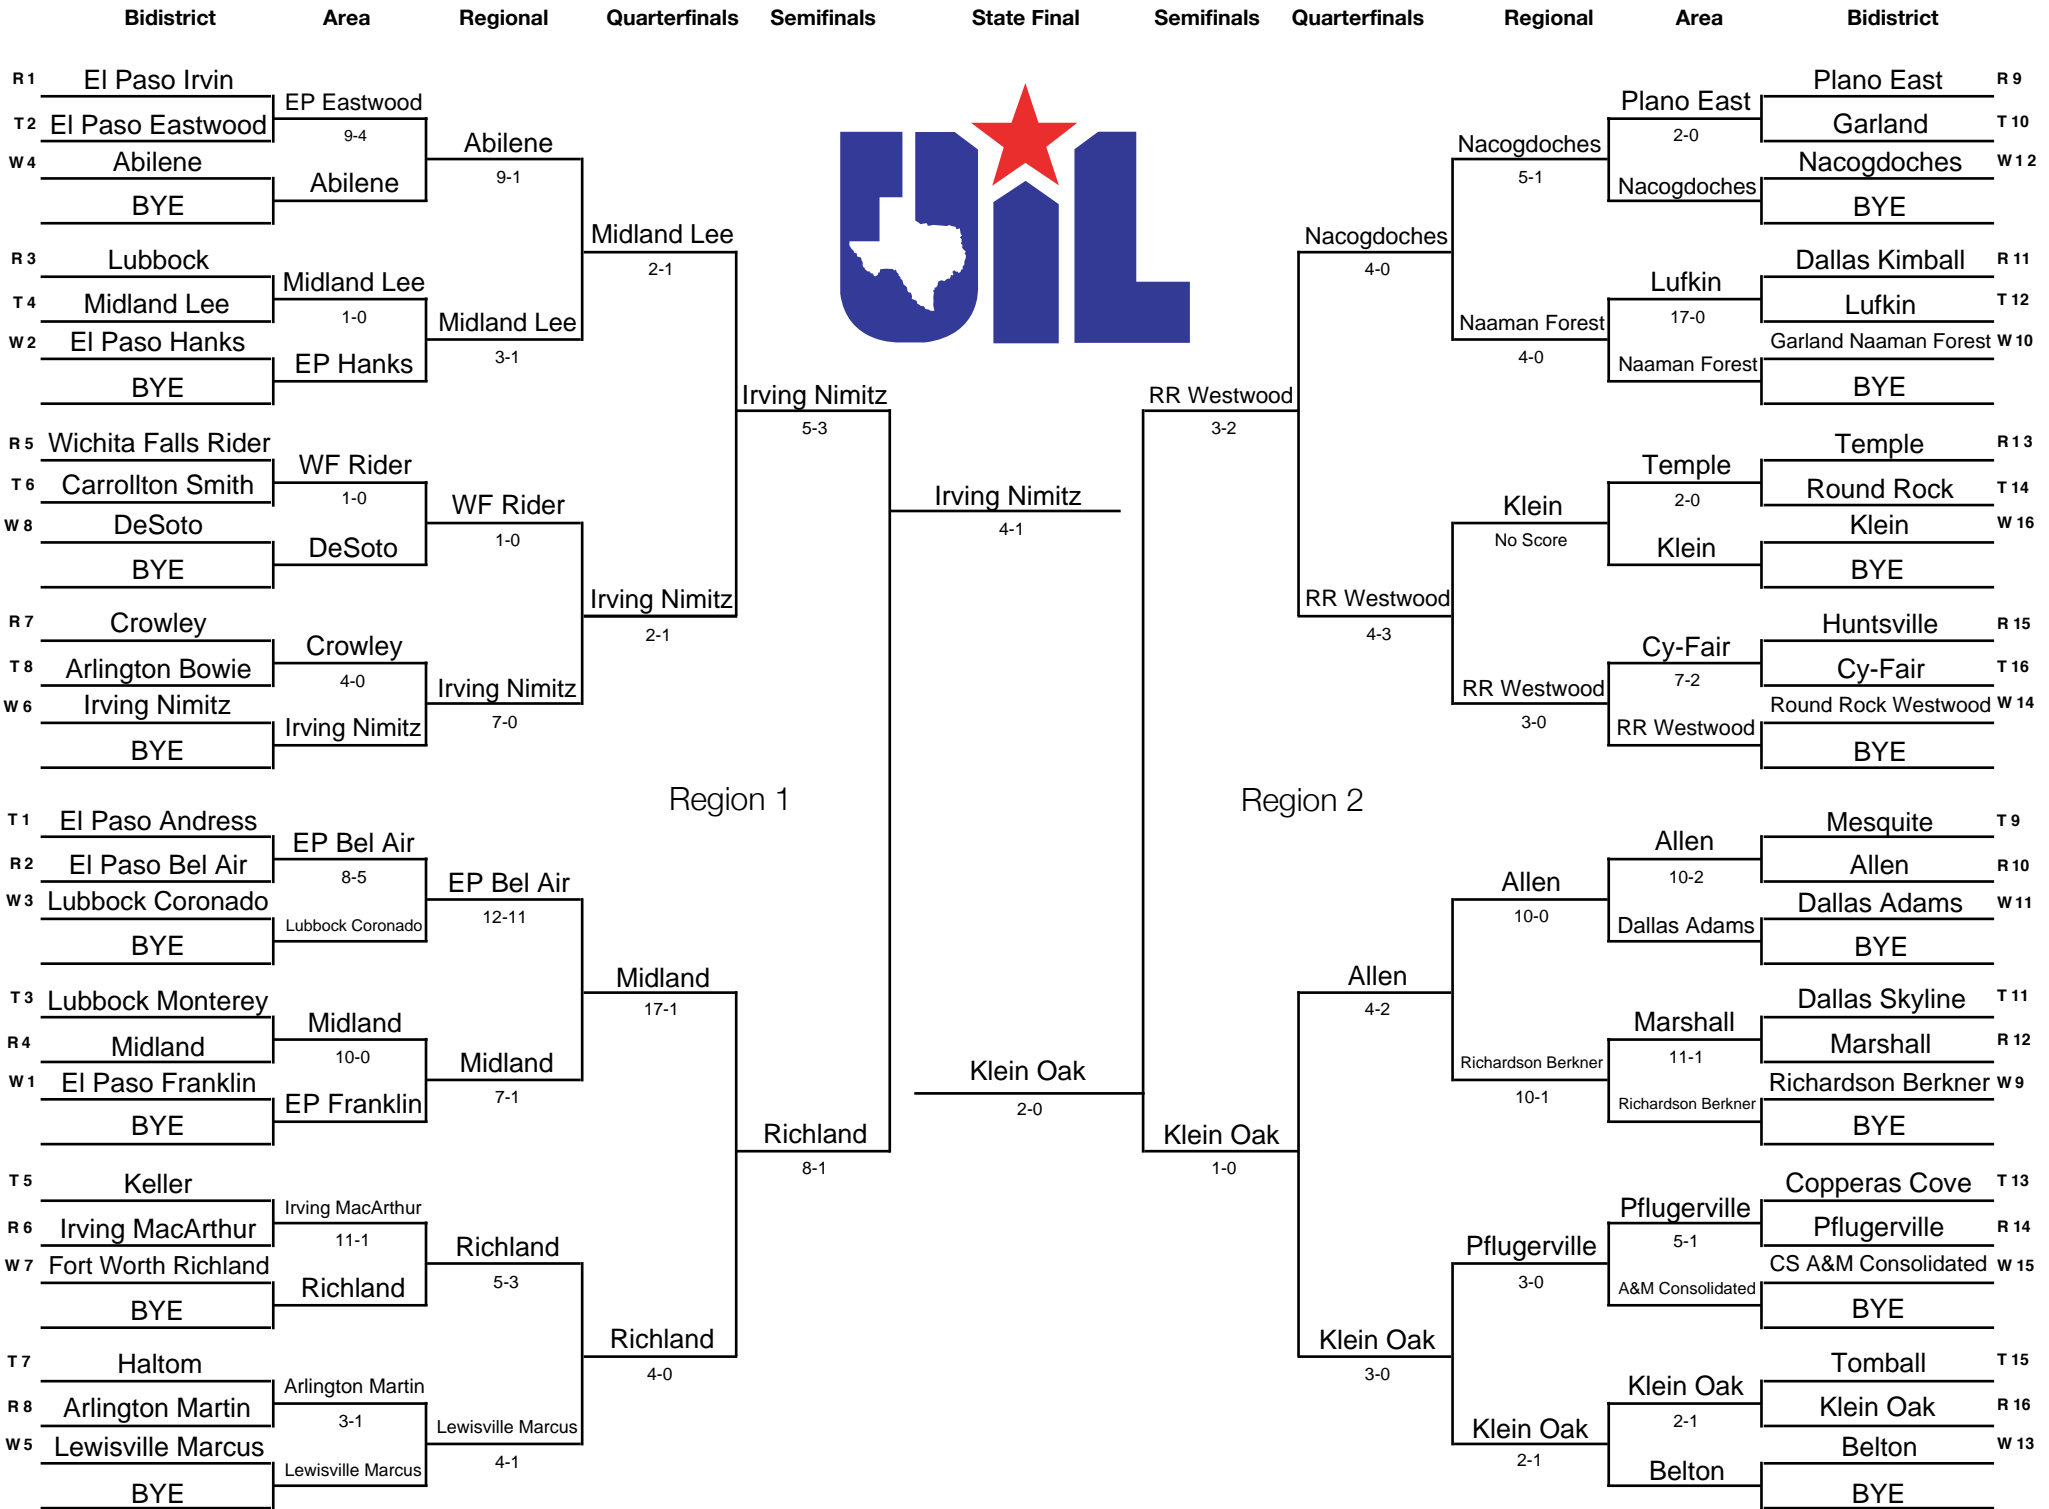 Bidistrict Area Regional Quarterfinals Semifinals State Final Semifinals Quarterfinals Regional Area Bidistrict
R 1 El Paso Irvin
EP Eastwood
T 2 El Paso Eastwood
9-4
Abilene
W 4 Abilene
9-1
Abilene
BYE
Midland Lee
2-1
R 3 Lubbock
Midland Lee
T 4 Midland Lee
1-0
Midland Lee
W 2 El Paso Hanks
3-1
EP Hanks
BYE
Irving Nimitz
5-3
R 5 Wichita Falls Rider
WF Rider
T 6 Carrollton Smith
1-0
WF Rider
W 8 DeSoto
1-0
DeSoto
BYE
Irving Nimitz
2-1
R 7 Crowley
Crowley
T 8 Arlington Bowie
4-0
Irving Nimitz
W 6 Irving Nimitz
7-0
Irving Nimitz
BYE
Region 1
T 1 El Paso Andress
EP Bel Air
R 2 El Paso Bel Air
8-5
EP Bel Air
W 3 Lubbock Coronado
12-11
Lubbock Coronado
BYE
Midland
17-1
T 3 Lubbock Monterey
Midland
R 4 Midland
10-0
Midland
W 1 El Paso Franklin
7-1
EP Franklin
BYE
Richland
8-1
T 5 Keller
Irving MacArthur
R 6 Irving MacArthur
11-1
Richland
W 7 Fort Worth Richland
5-3
Richland
BYE
Richland
4-0
T 7 Haltom
Arlington Martin
R 8 Arlington Martin
3-1
Lewisville Marcus
W 5 Lewisville Marcus
4-1
Lewisville Marcus
BYE
UIL
Irving Nimitz
4-1
Klein Oak
2-0
Plano East R 9
Plano East
Garland T 10
2-0
Nacogdoches
Nacogdoches W 1 2
5-1
Nacogdoches
BYE
Nacogdoches
4-0
Dallas Kimball R 11
Lufkin
Lufkin T 12
17-0
Naaman Forest
Garland Naaman Forest W 10
4-0
Naaman Forest
BYE
RR Westwood
3-2
Temple R 1 3
Temple
Round Rock T 14
2-0
Klein
Klein W 16
No Score
Klein
BYE
RR Westwood
4-3
Huntsville R 15
Cy-Fair
Cy-Fair T 16
7-2
RR Westwood
Round Rock Westwood W 14
3-0
RR Westwood
BYE
Region 2
Mesquite T 9
Allen
Allen R 10
10-2
Allen
Dallas Adams W 11
10-0
Dallas Adams
BYE
Allen
4-2
Dallas Skyline T 11
Marshall
Marshall R 12
11-1
Richardson Berkner
Richardson Berkner W 9
10-1
Richardson Berkner
BYE
Klein Oak
1-0
Copperas Cove T 13
Pflugerville
Pflugerville R 14
5-1
Pflugerville
CS A&M Consolidated W 15
3-0
A&M Consolidated
BYE
Klein Oak
3-0
Tomball T 15
Klein Oak
Klein Oak R 16
2-1
Klein Oak
Belton W 13
2-1
Belton
BYE